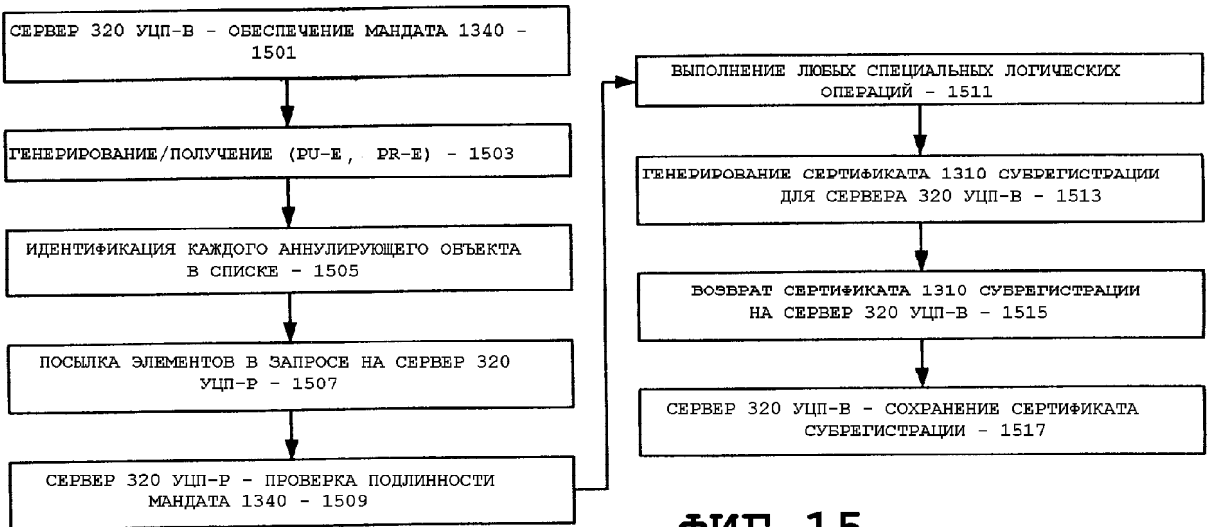 СЕРВЕР 320 УЦП-В - ОБЕСПЕЧЕНИЕ МАНДАТА 1340 -
1501
ГЕНЕРИРОВАНИЕ/ПОЛУЧЕНИЕ (PU-E, PR-E) - 1503
ИДЕНТИФИКАЦИЯ КАЖДОГО АННУЛИРУЮЩЕГО ОБЪЕКТА
В СПИСКЕ - 1505
ПОСЫЛКА ЭЛЕМЕНТОВ В ЗАПРОСЕ НА СЕРВЕР 320
УЦП-Р - 1507
СЕРВЕР 320 УЦП-Р - ПРОВЕРКА ПОДЛИННОСТИ
МАНДАТА 1340 - 1509
ВЫПОЛНЕНИЕ ЛЮБЫХ СПЕЦИАЛЬНЫХ ЛОГИЧЕСКИХ
ОПЕРАЦИЙ - 1511
ГЕНЕРИРОВАНИЕ СЕРТИФИКАТА 1310 СУБРЕГИСТРАЦИИ
ДЛЯ СЕРВЕРА 320 УЦП-В - 1513
ВОЗВРАТ СЕРТИФИКАТА 1310 СУБРЕГИСТРАЦИИ
НА СЕРВЕР 320 УЦП-В - 1515
СЕРВЕР 320 УЦП-В - СОХРАНЕНИЕ СЕРТИФИКАТА
СУБРЕГИСТРАЦИИ - 1517
ФИГ.15